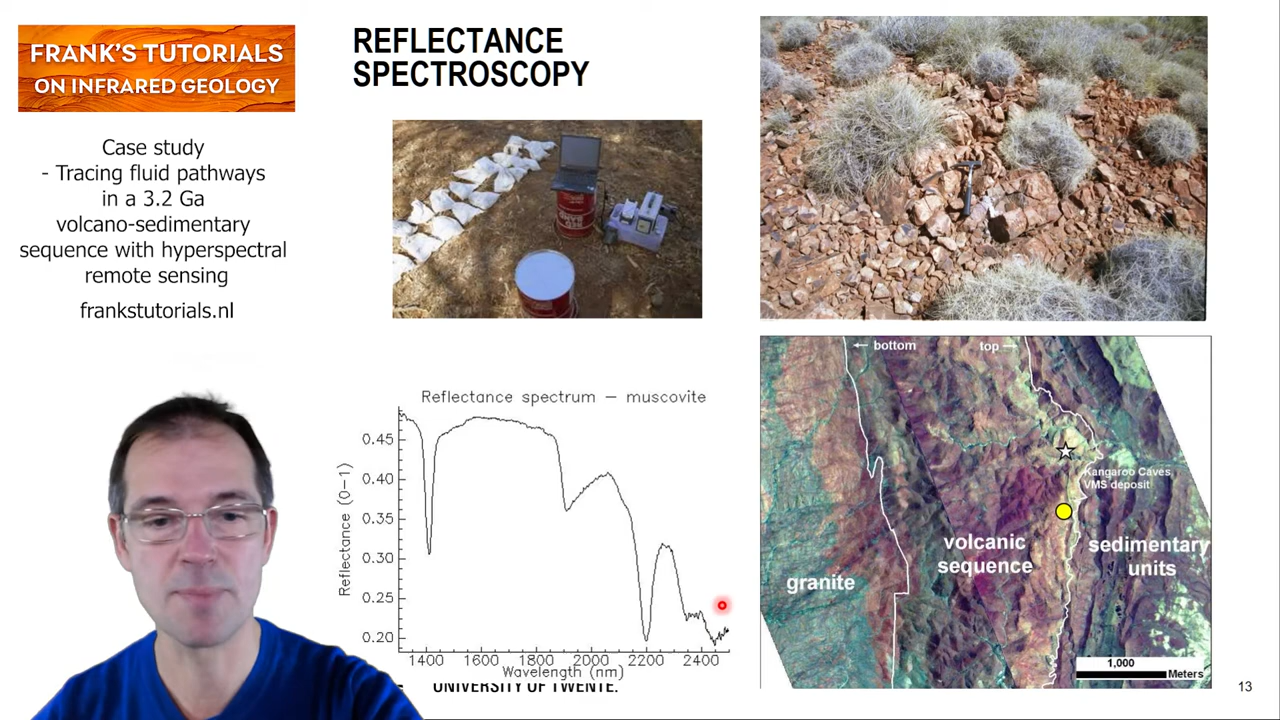 FRANK'S TUTORIALS
ON INFRARED GEOLOGY
Case study
- Tracing fluid pathways
in a 3.2 Ga
volcano-sedimentary
sequence with hyperspectral
remote sensing
frankstutorials.nl
REFLECTANCE
SPECTROSCOPY
Reflectance spectrum – muscovite
Reflectance (0–1)
0.45
0.40
0.35
0.30
0.25
0.20
1400 1600 1800 2000 2200 2400
Wavelength (nm)
UNIVERSITY OF TWENTE.
← bottom
top →
Kangaroo Caves
VMS deposit
volcanic
sequence
sedimentary
units
granite
1,000
Meters
13